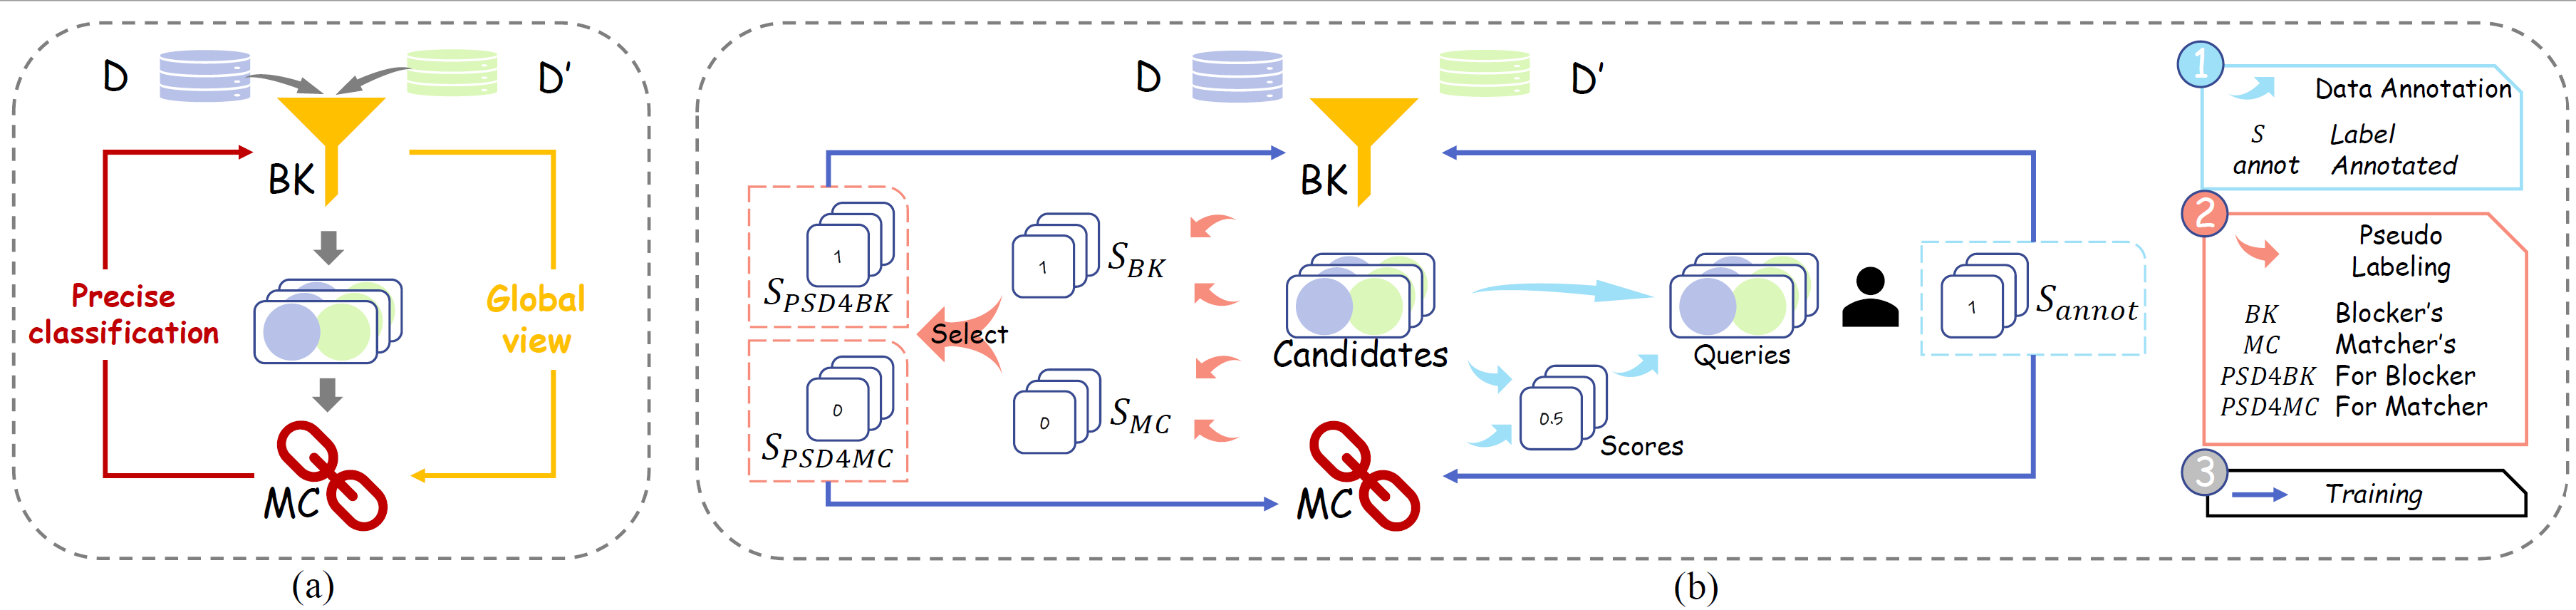 D
D'
BK
Precise
classification
Global
view
MC
(a)
D
D'
BK
1
S_{PSD4BK}
1
S_{BK}
Select
0
S_{PSD4MC}
0
S_{MC}
Candidates
MC
0.5
Scores
Queries
1
S_{annot}
(b)
1
Data Annotation
S Label
annot Annotated
2
Pseudo
Labeling
BK Blocker's
MC Matcher's
PSD4BK For Blocker
PSD4MC For Matcher
3
Training